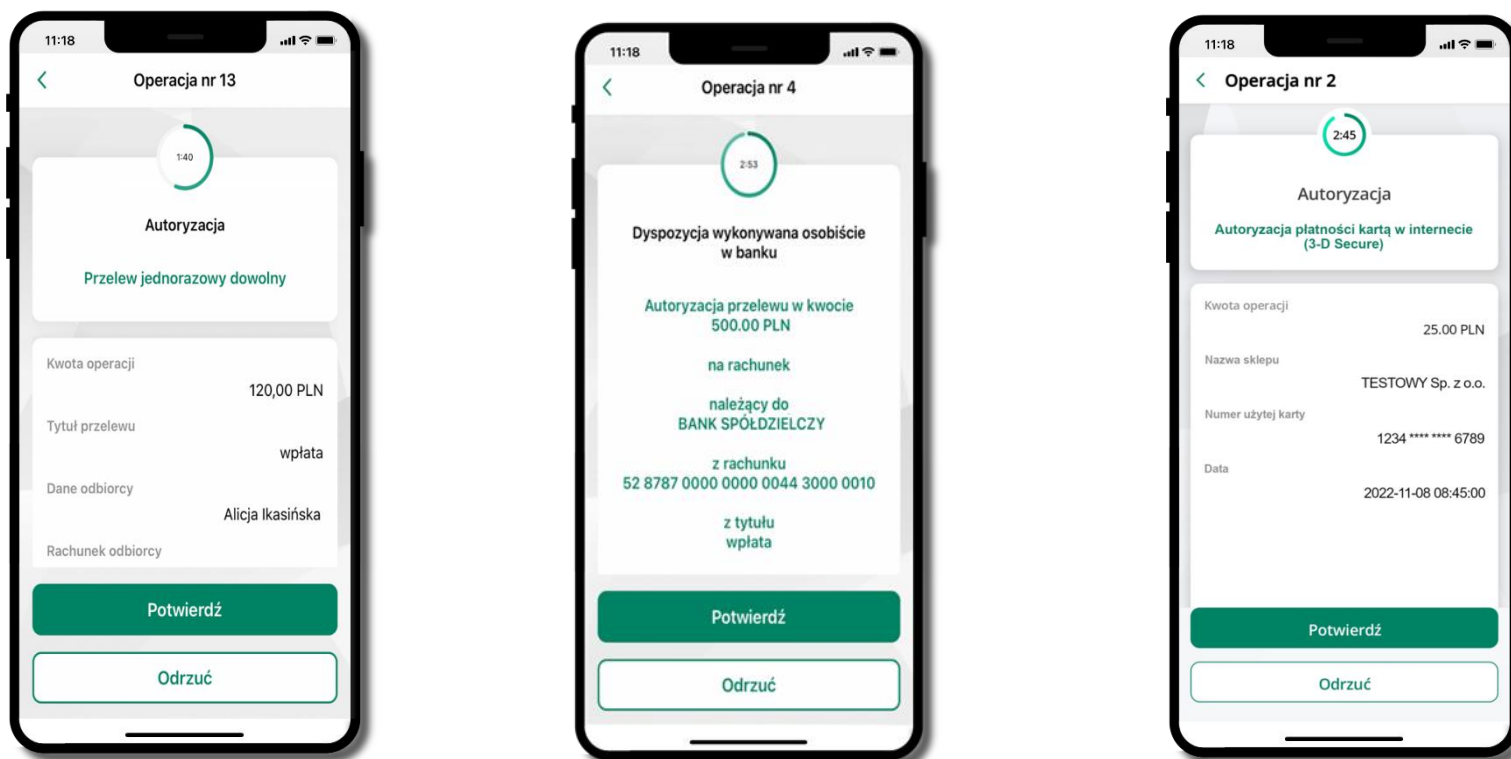 11:18
Operacja nr 13
1:40
Autoryzacja
Przelew jednorazowy dowolny
Kwota operacji
120,00 PLN
Tytuł przelewu
wpłata
Dane odbiorcy
Alicja Ikasińska
Rachunek odbiorcy
Potwierdź
Odrzuć
11:18
Operacja nr 4
2:53
Dyspozycja wykonywana osobiście
w banku
Autoryzacja przelewu w kwocie
500.00 PLN
na rachunek
należący do
BANK SPÓŁDZIELCZY
z rachunku
52 8787 0000 0000 0044 3000 0010
z tytułu
wpłata
Potwierdź
Odrzuć
11:18
Operacja nr 2
2:45
Autoryzacja
Autoryzacja płatności kartą w internecie
(3-D Secure)
Kwota operacji
25.00 PLN
Nazwa sklepu
TESTOWY Sp. z o.o.
Numer użytej karty
1234 **** **** 6789
Data
2022-11-08 08:45:00
Potwierdź
Odrzuć